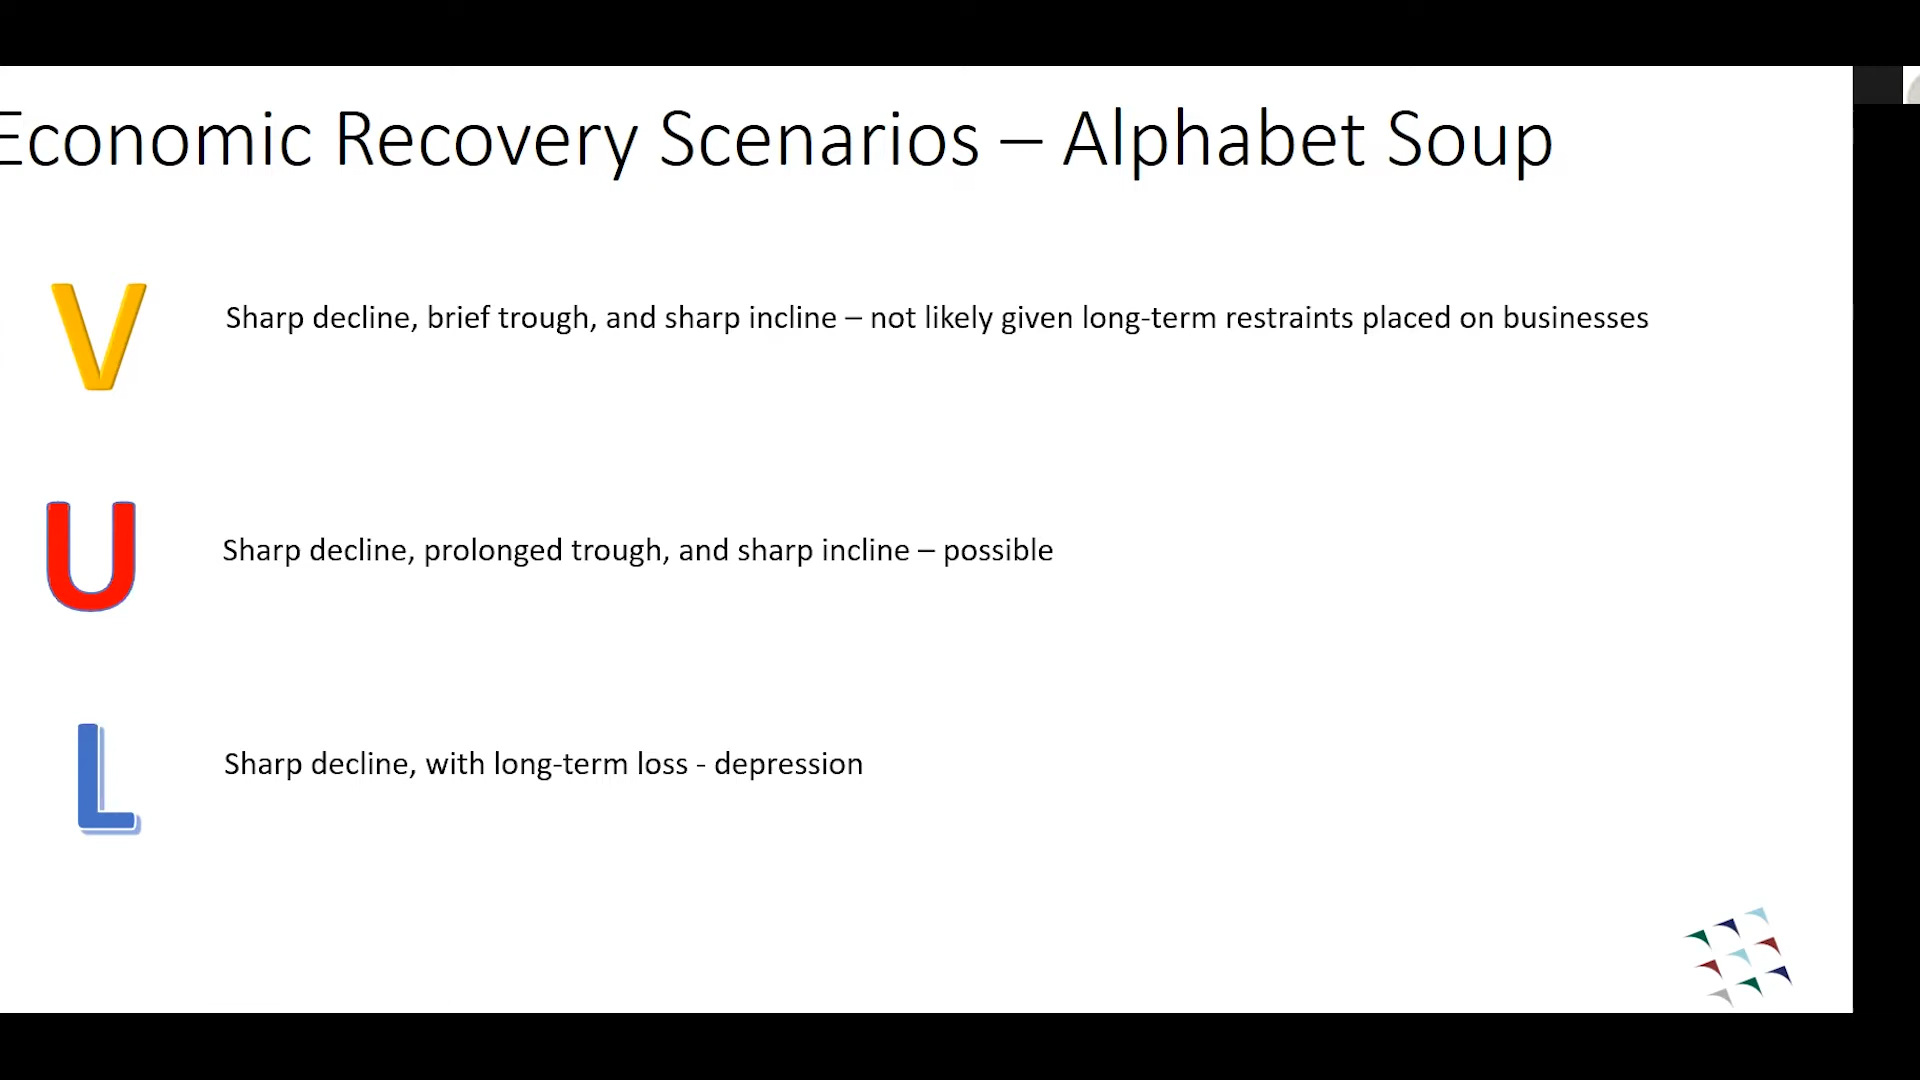 Economic Recovery Scenarios – Alphabet Soup
V
Sharp decline, brief trough, and sharp incline – not likely given long-term restraints placed on businesses
U
Sharp decline, prolonged trough, and sharp incline – possible
L
Sharp decline, with long-term loss - depression